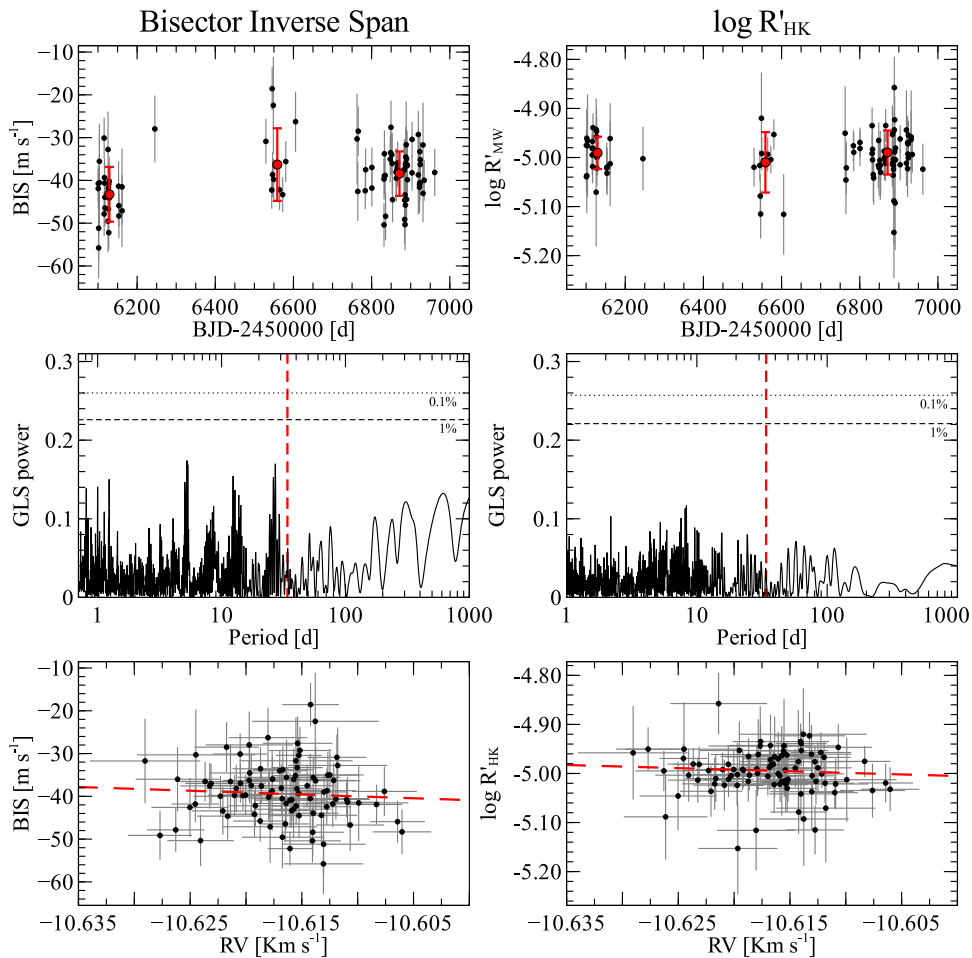 Bisector Inverse Span
log R'HK
−10
−20
−30
−40
−50
−60
BIS [m s⁻¹]
6200 6400 6600 6800 7000
BJD-2450000 [d]
-4.80
-4.90
-5.00
-5.10
-5.20
log R'MW
6200 6400 6600 6800 7000
BJD-2450000 [d]
0.3
0.2
0.1
0
GLS power
0.1%
1%
1 10 100 1000
Period [d]
0.3
0.2
0.1
0
GLS power
0.1%
1%
1 10 100 1000
Period [d]
−10
−20
−30
−40
−50
−60
BIS [m s⁻¹]
−10.635 −10.625 −10.615 −10.605
RV [Km s⁻¹]
-4.80
-4.90
-5.00
-5.10
-5.20
log R'HK
−10.635 −10.625 −10.615 −10.605
RV [Km s⁻¹]